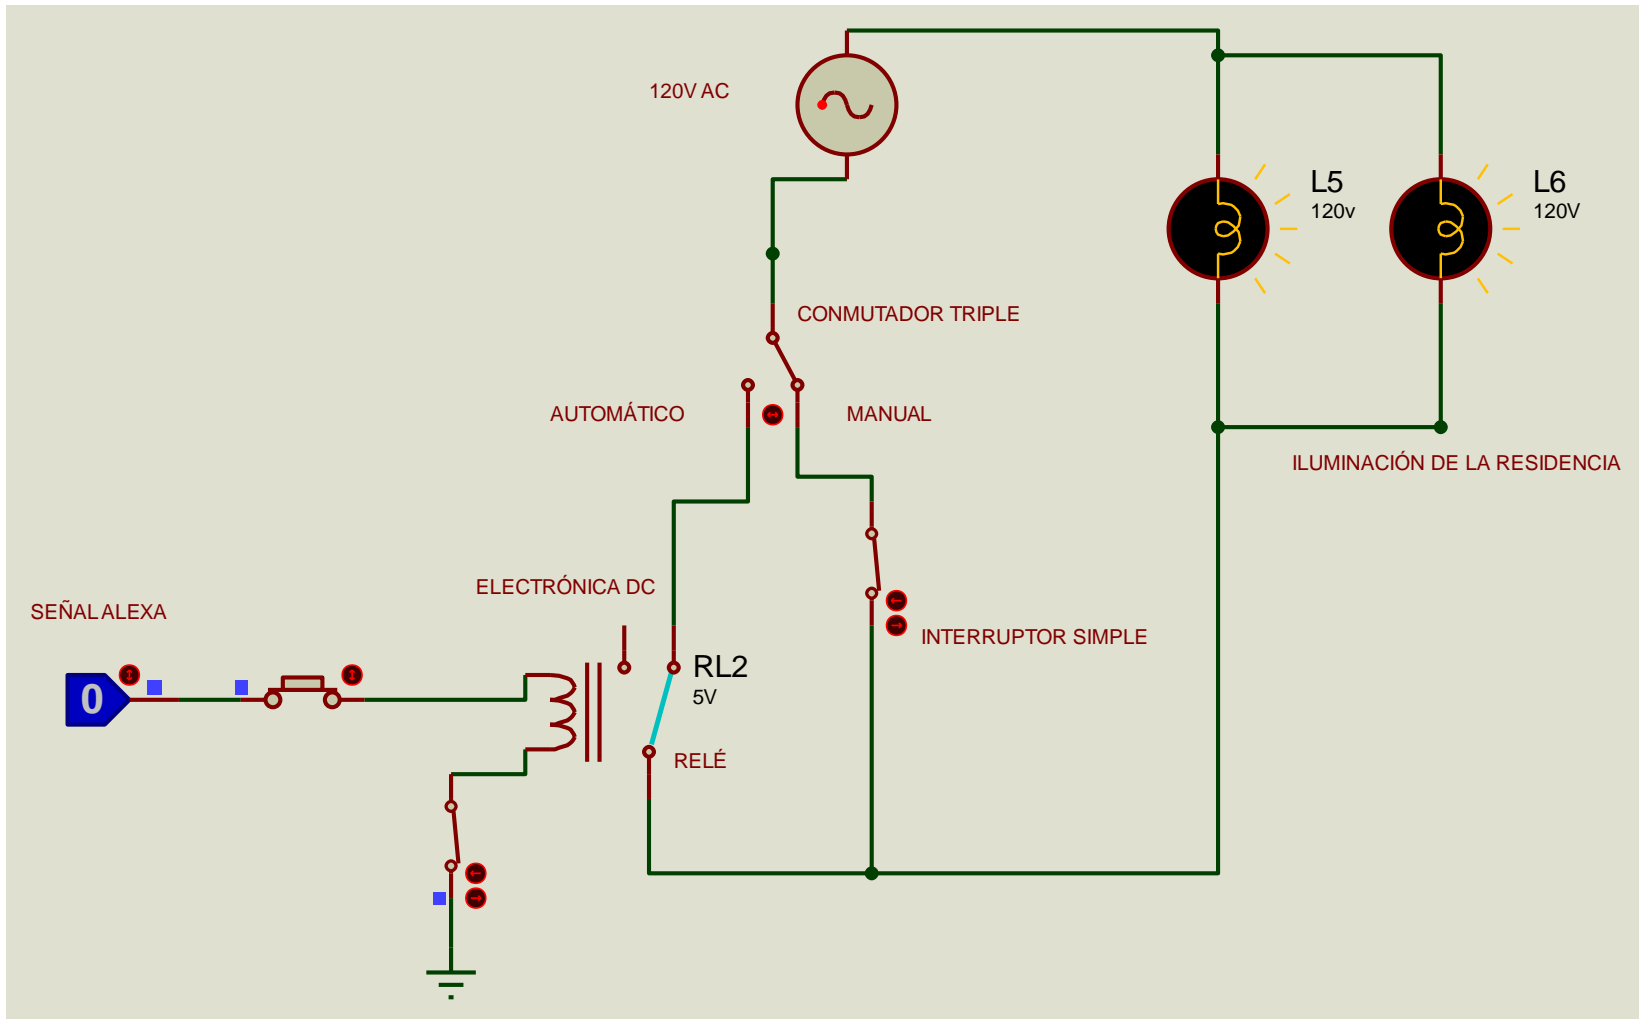 120V AC
L5
120v
L6
120V
CONMUTADOR TRIPLE
AUTOMÁTICO
MANUAL
ILUMINACIÓN DE LA RESIDENCIA
ELECTRÓNICA DC
SEÑAL ALEXA
INTERRUPTOR SIMPLE
RL2
5V
0
RELÉ